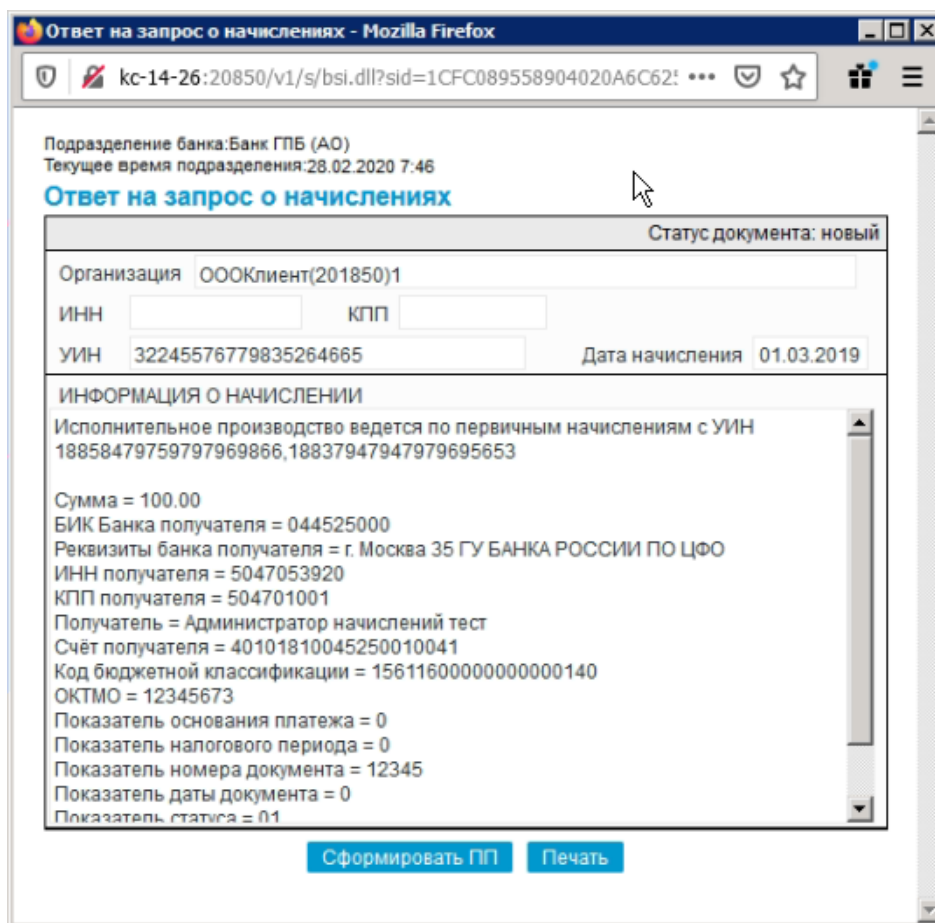 Ответ на запрос о начислениях - Mozilla Firefox
kc-14-26:20850/v1/s/bsi.dll?sid=1CFC089558904020A6C625
Подразделение банка:Банк ГПБ (АО)
Текущее время подразделения:28.02.2020 7:46
Ответ на запрос о начислениях
Статус документа: новый
Организация ОООКлиент(201850)1
ИНН КПП
УИН 32245576779835264665 Дата начисления 01.03.2019
ИНФОРМАЦИЯ О НАЧИСЛЕНИИ
Исполнительное производство ведется по первичным начислениям с УИН
18858479759797969866,18837947947979695653
Сумма = 100.00
БИК Банка получателя = 044525000
Реквизиты банка получателя = г. Москва 35 ГУ БАНКА РОССИИ ПО ЦФО
ИНН получателя = 5047053920
КПП получателя = 504701001
Получатель = Администратор начислений тест
Счёт получателя = 40101810045250010041
Код бюджетной классификации = 15611600000000000140
ОКТМО = 12345673
Показатель основания платежа = 0
Показатель налогового периода = 0
Показатель номера документа = 12345
Показатель даты документа = 0
Показатель статуса = 01
Сформировать ПП Печать